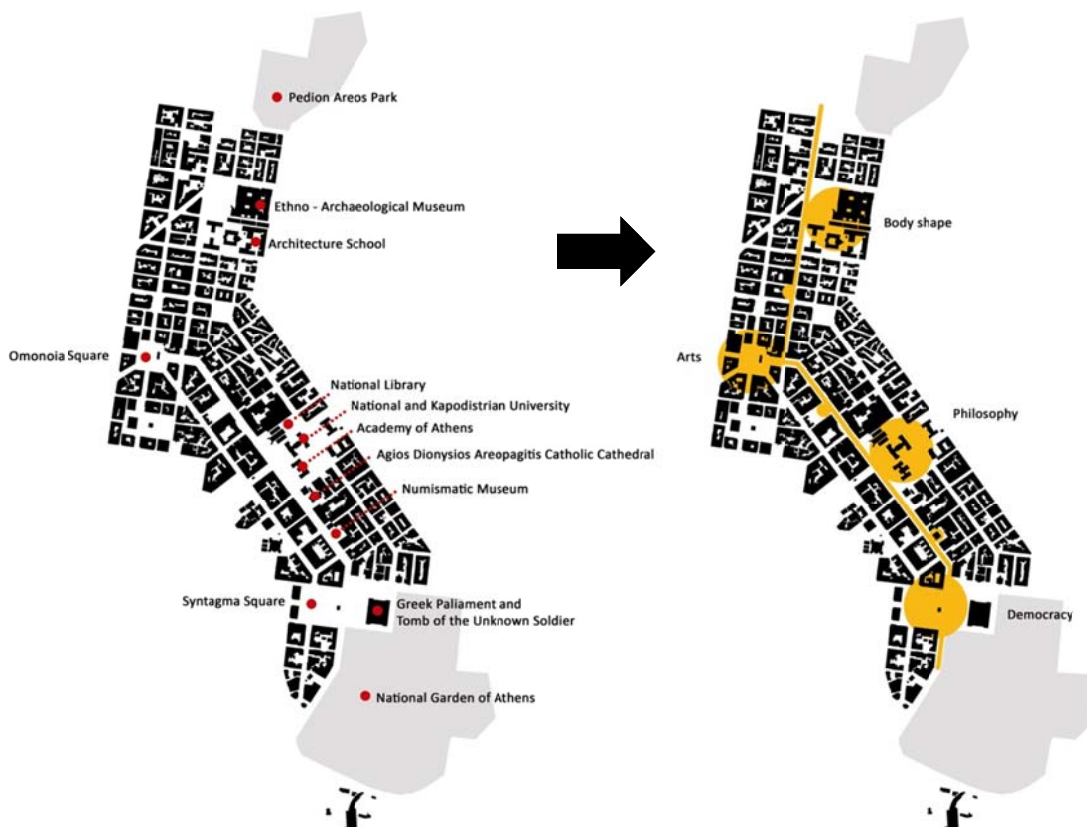 Pedion Areos Park
Ethno - Archaeological Museum
Architecture School
Omonoia Square
National Library
National and Kapodistrian University
Academy of Athens
Agios Dionysios Areopagitis Catholic Cathedral
Numismatic Museum
Syntagma Square
Greek Paliament and
Tomb of the Unknown Soldier
National Garden of Athens
Body shape
Arts
Philosophy
Democracy